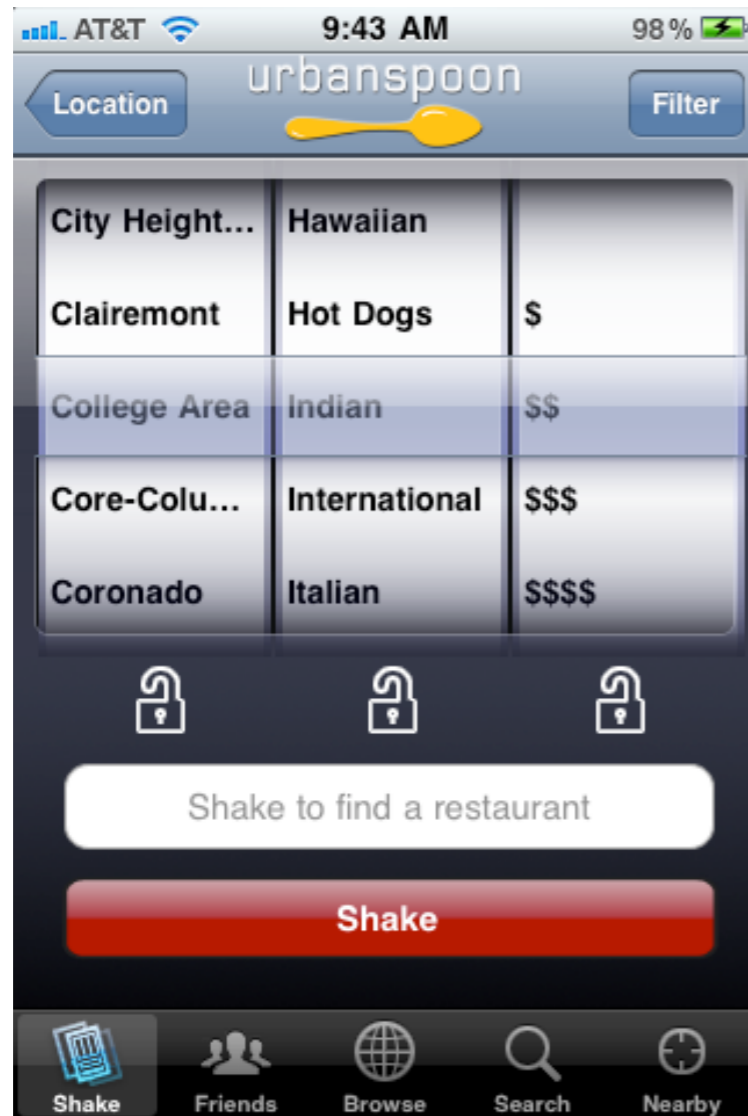 AT&T 9:43 AM 98%
Location urbanspoon Filter
City Height... Hawaiian
Clairemont Hot Dogs $
College Area Indian $$
Core-Colu... International $$$
Coronado Italian $$$$
Shake to find a restaurant
Shake
Shake Friends Browse Search Nearby